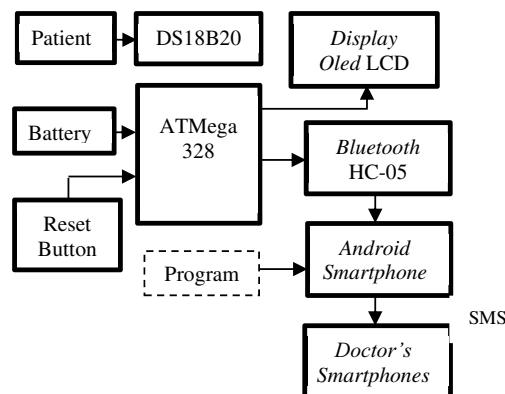 Patient
DS18B20
Display
Oled LCD
Battery
ATMega
328
Bluetooth
HC-05
Reset
Button
Android
Smartphone
Program
SMS
Doctor's
Smartphones